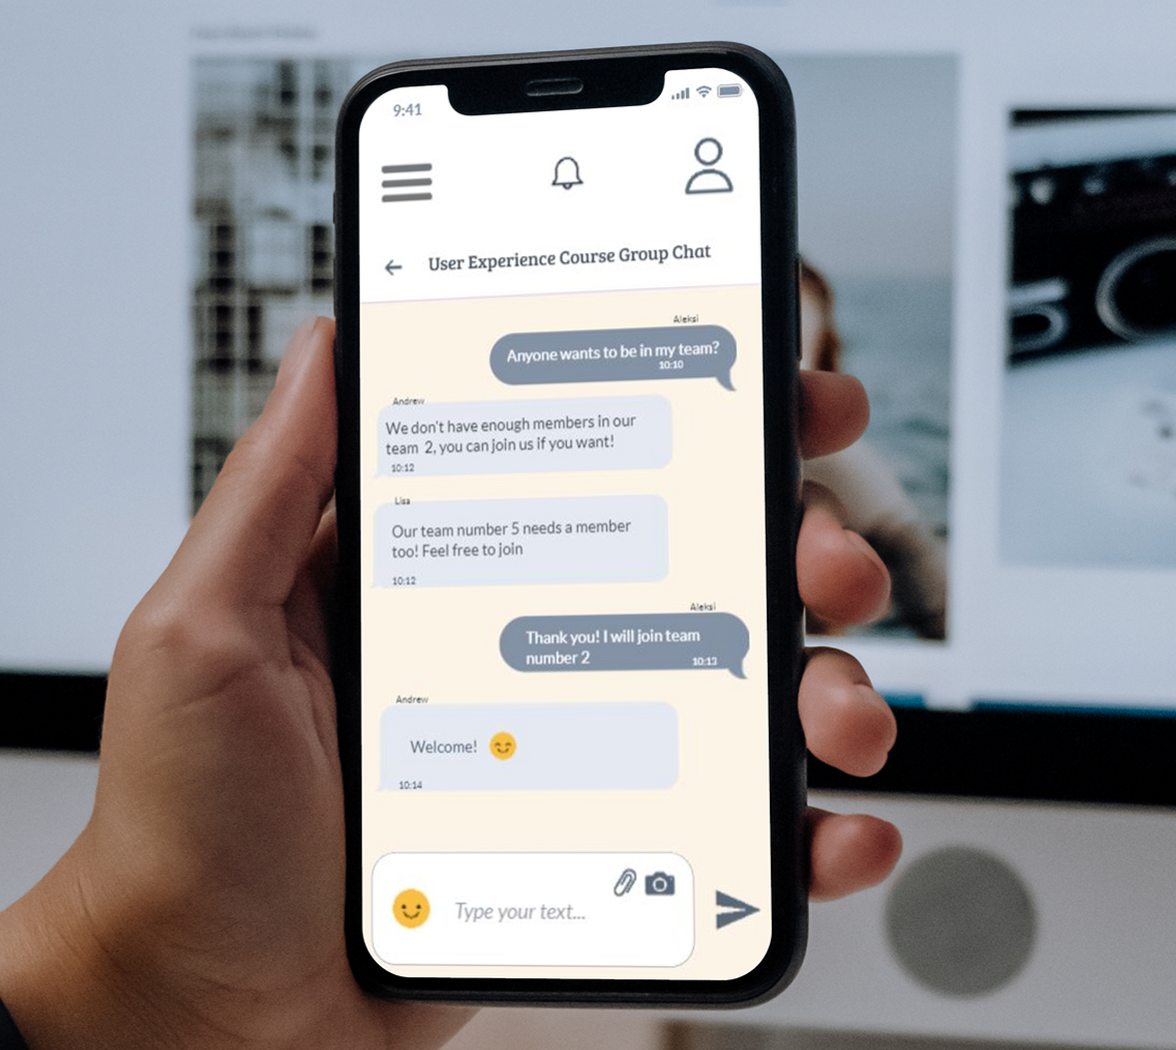 9:41
User Experience Course Group Chat
Aleksi
Anyone wants to be in my team?
10:10
Andrew
We don't have enough members in our
team 2, you can join us if you want!
10:12
Lisa
Our team number 5 needs a member
too! Feel free to join
10:12
Aleksi
Thank you! I will join team
number 2
10:13
Andrew
Welcome!
10:14
Type your text...